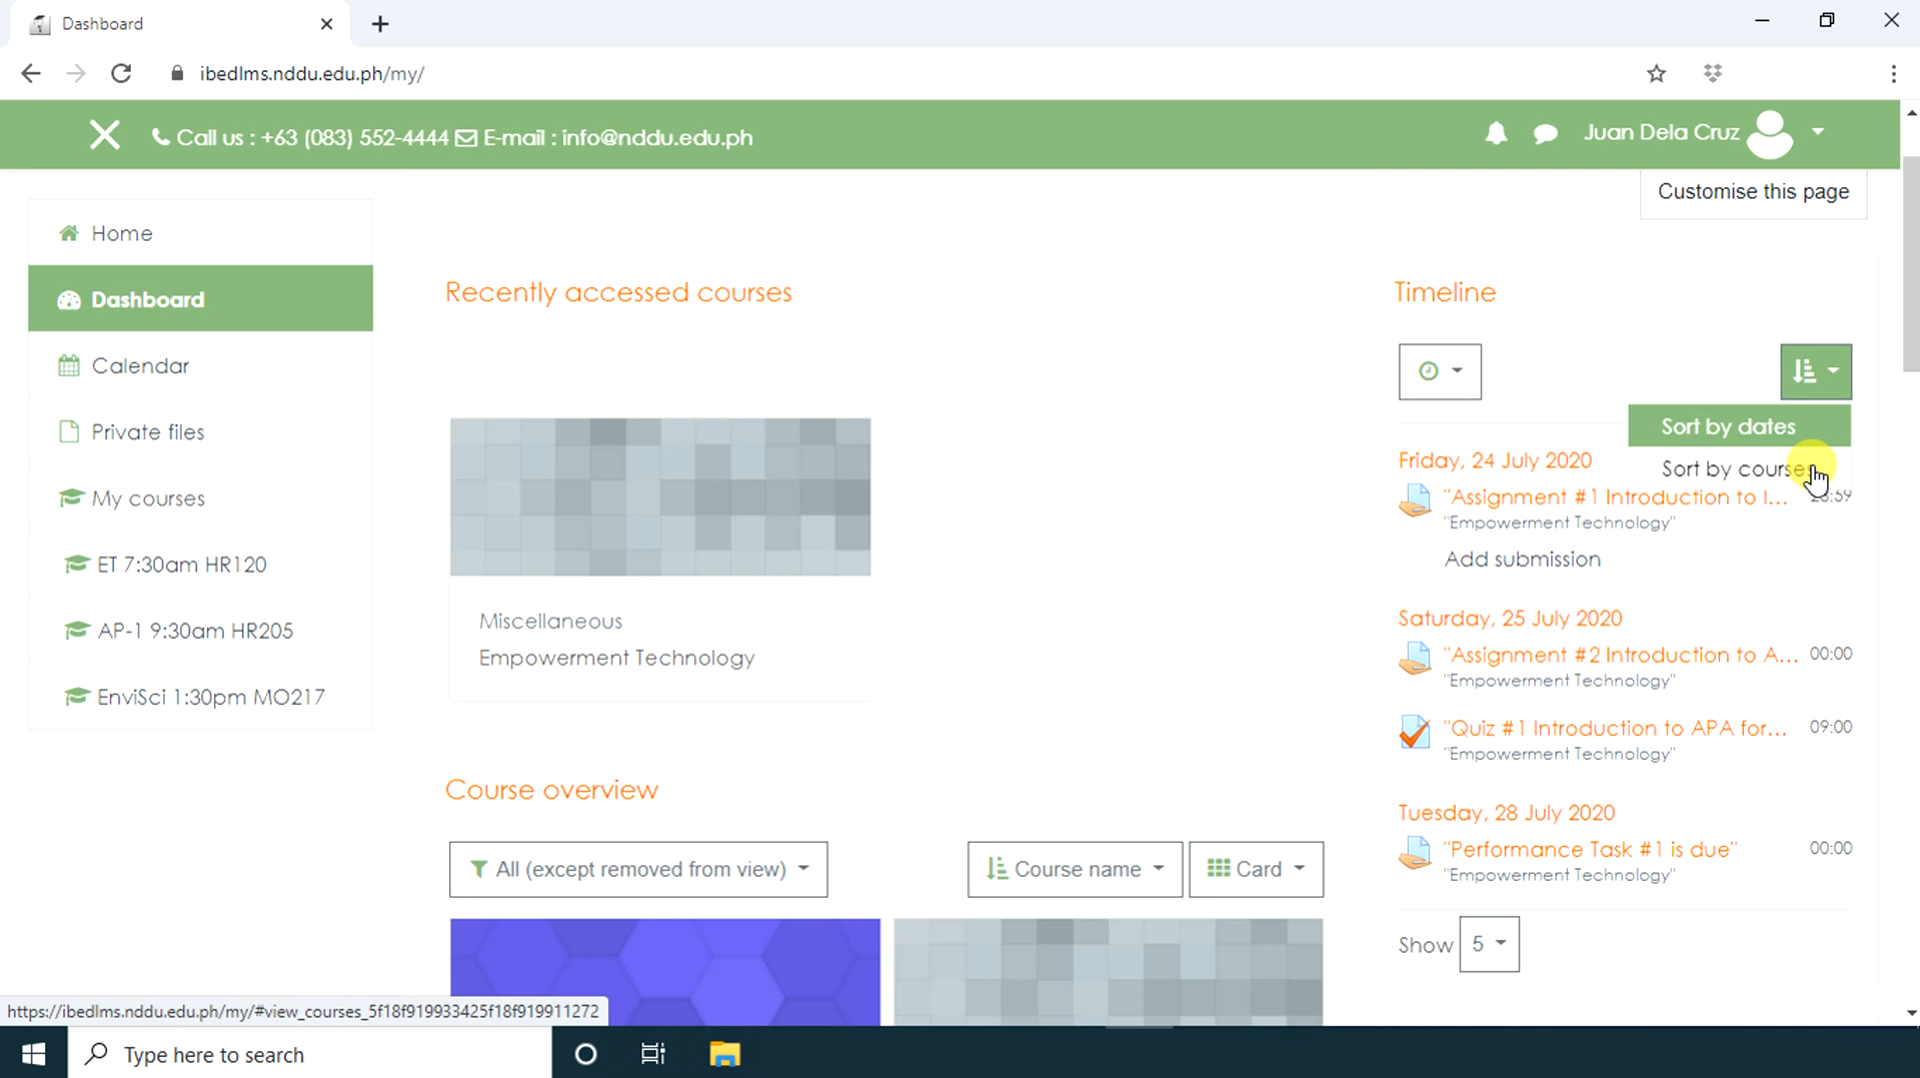 Dashboard
ibedlms.nddu.edu.ph/my/
Call us : +63 (083) 552-4444 E-mail : info@nddu.edu.ph
Juan Dela Cruz
Customise this page
Home
Dashboard
Calendar
Private files
My courses
ET 7:30am HR120
AP-1 9:30am HR205
EnviSci 1:30pm MO217
Recently accessed courses
Miscellaneous
Empowerment Technology
Course overview
All (except removed from view)
Course name
Card
Timeline
Sort by dates
Sort by courses
Friday, 24 July 2020
"Assignment #1 Introduction to I...
"Empowerment Technology"
Add submission
Saturday, 25 July 2020
"Assignment #2 Introduction to A... 00:00
"Empowerment Technology"
"Quiz #1 Introduction to APA for... 09:00
"Empowerment Technology"
Tuesday, 28 July 2020
"Performance Task #1 is due" 00:00
"Empowerment Technology"
Show 5
https://ibedlms.nddu.edu.ph/my/#view_courses_5f18f919933425f18f919911272
Type here to search